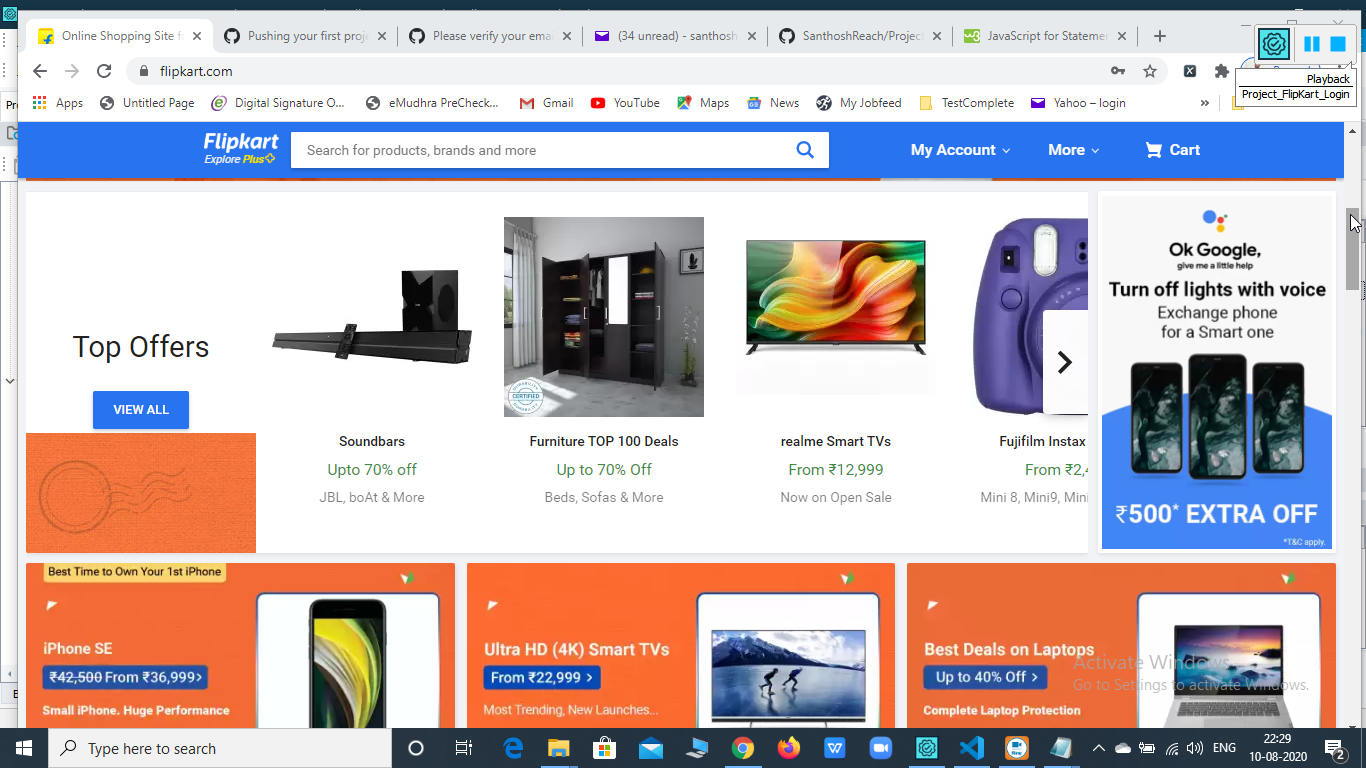 Online Shopping Site f
Pushing your first proje
Please verify your emai
(34 unread) - santhosh
SanthoshReach/Project
JavaScript for Statemen
Playback
Project_FlipKart_Login
flipkart.com
Apps
Untitled Page
Digital Signature O...
eMudhra PreCheck...
Gmail
YouTube
Maps
News
My Jobfeed
TestComplete
Yahoo – login
»
Flipkart
Explore Plus
Search for products, brands and more
My Account
More
Cart
Top Offers
VIEW ALL
CERTIFIED
Soundbars
Upto 70% off
JBL, boAt & More
Furniture TOP 100 Deals
Up to 70% Off
Beds, Sofas & More
realme Smart TVs
From ₹12,999
Now on Open Sale
Fujifilm Instax
From ₹2,4
Mini 8, Mini9, Mini
Ok Google,
give me a little help
Turn off lights with voice
Exchange phone
for a Smart one
₹500* EXTRA OFF
*T&C apply.
Best Time to Own Your 1st iPhone
iPhone SE
₹42,500 From ₹36,999>
Small iPhone. Huge Performance
Ultra HD (4K) Smart TVs
From ₹22,999 >
Most Trending, New Launches...
Best Deals on Laptops
Up to 40% Off >
Complete Laptop Protection
Activate Windows
Go to Settings to activate Windows.
Type here to search
ENG
22:29
10-08-2020
2